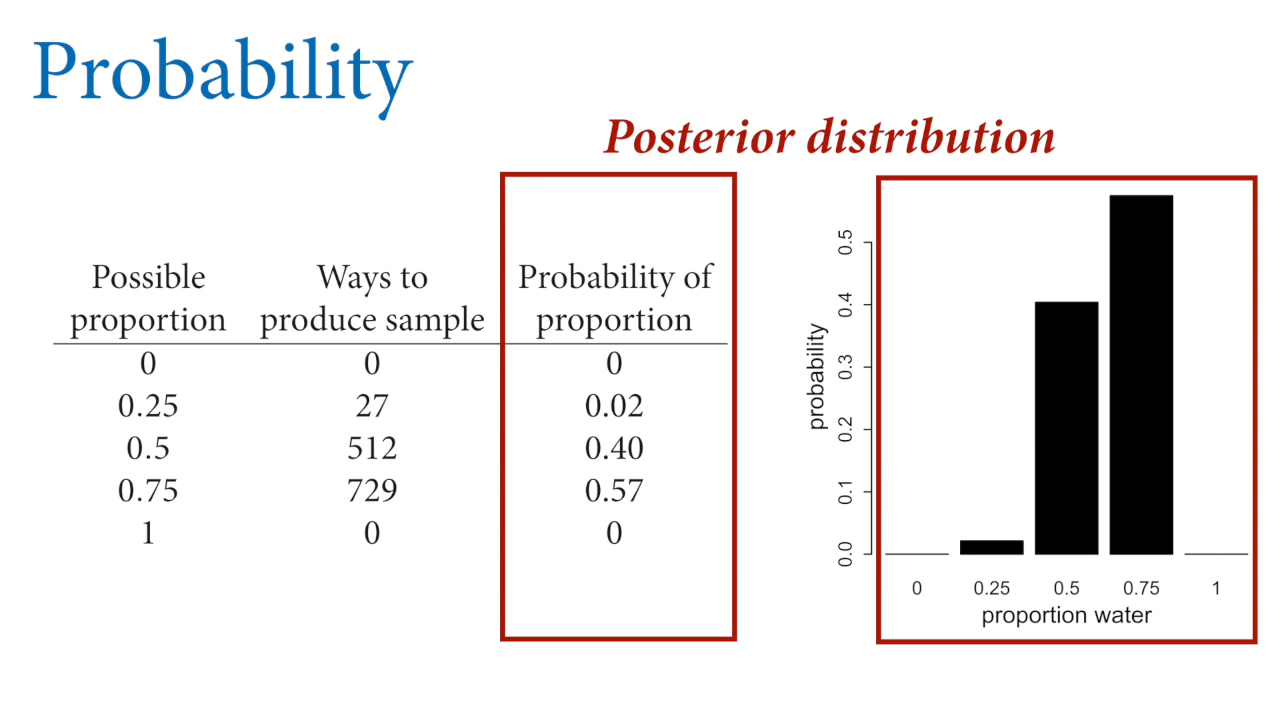 Probability
Posterior distribution
Possible proportion Ways to produce sample Probability of proportion
0 0 0
0.25 27 0.02
0.5 512 0.40
0.75 729 0.57
1 0 0
probability
0.5
0.4
0.3
0.2
0.1
0.0
0 0.25 0.5 0.75 1
proportion water